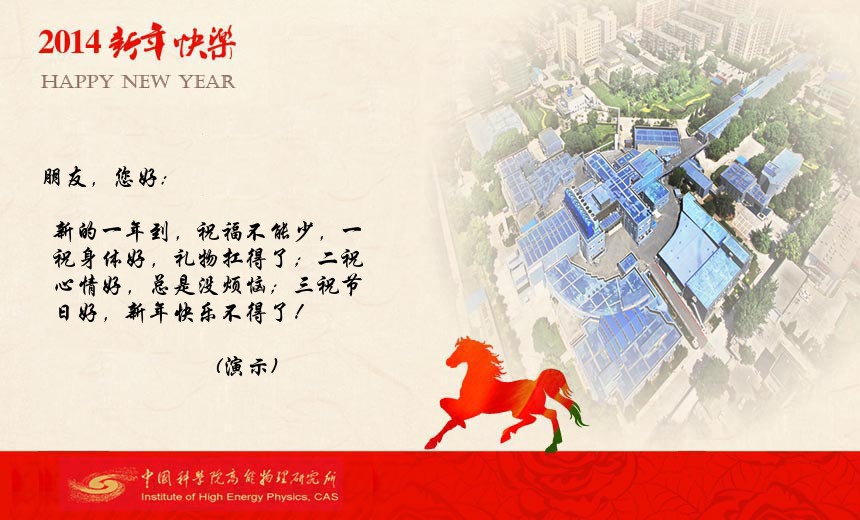 2014 新年快樂
HAPPY NEW YEAR
朋友，您好：
新的一年到，祝福不能少，一
祝身体好，礼物扛得了；二祝
心情好，总是没烦恼；三祝节
日好，新年快乐不得了！
（演示）
中国科学院高能物理研究所
Institute of High Energy Physics, CAS